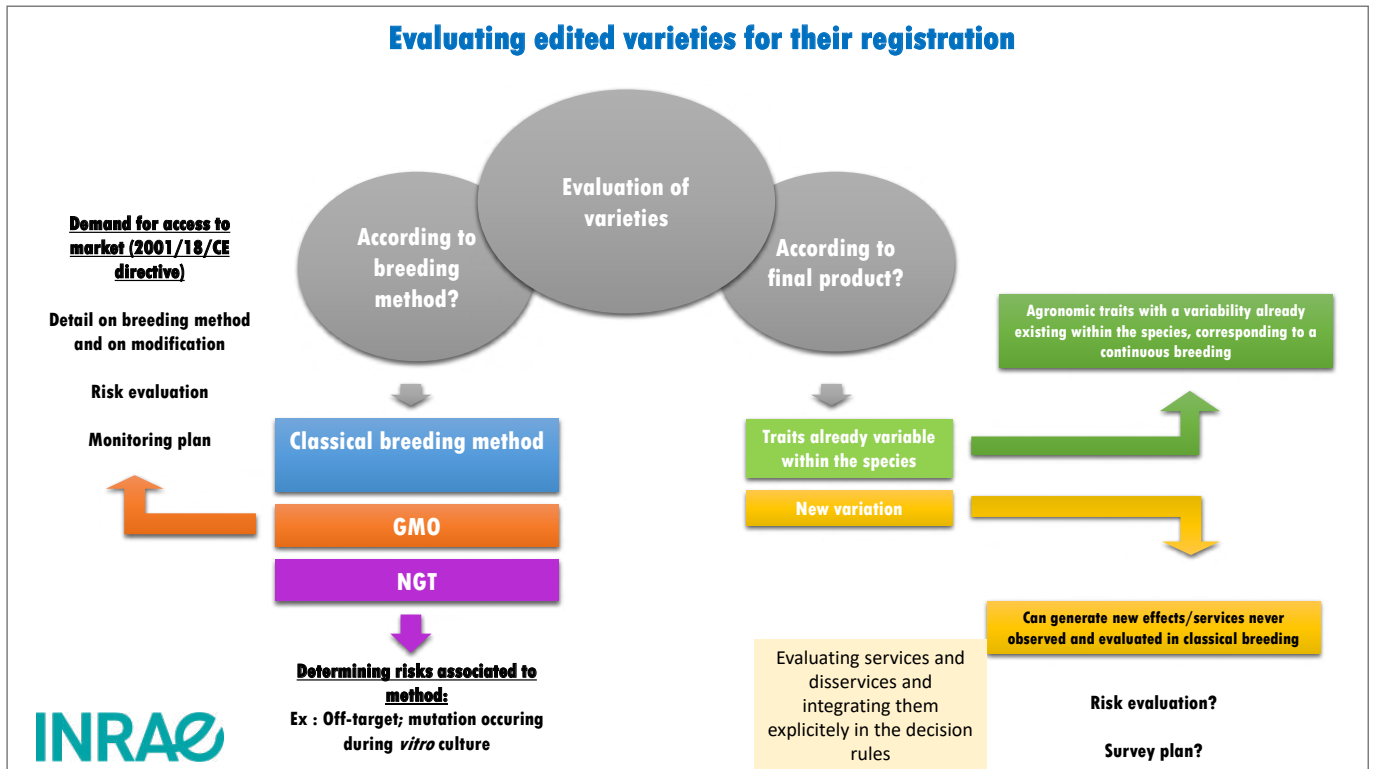 Evaluating edited varieties for their registration
Evaluation of
varieties
According to
breeding
method?
According to
final product?
Demand for access to
market (2001/18/CE
directive)
Detail on breeding method
and on modification
Risk evaluation
Monitoring plan
Classical breeding method
GMO
NGT
Determining risks associated to
method:
Ex : Off-target; mutation occuring
during vitro culture
Traits already variable
within the species
New variation
Agronomic traits with a variability already
existing within the species, corresponding to a
continuous breeding
Can generate new effects/services never
observed and evaluated in classical breeding
Evaluating services and
disservices and
integrating them
explicitely in the decision
rules
Risk evaluation?
Survey plan?
INRAE